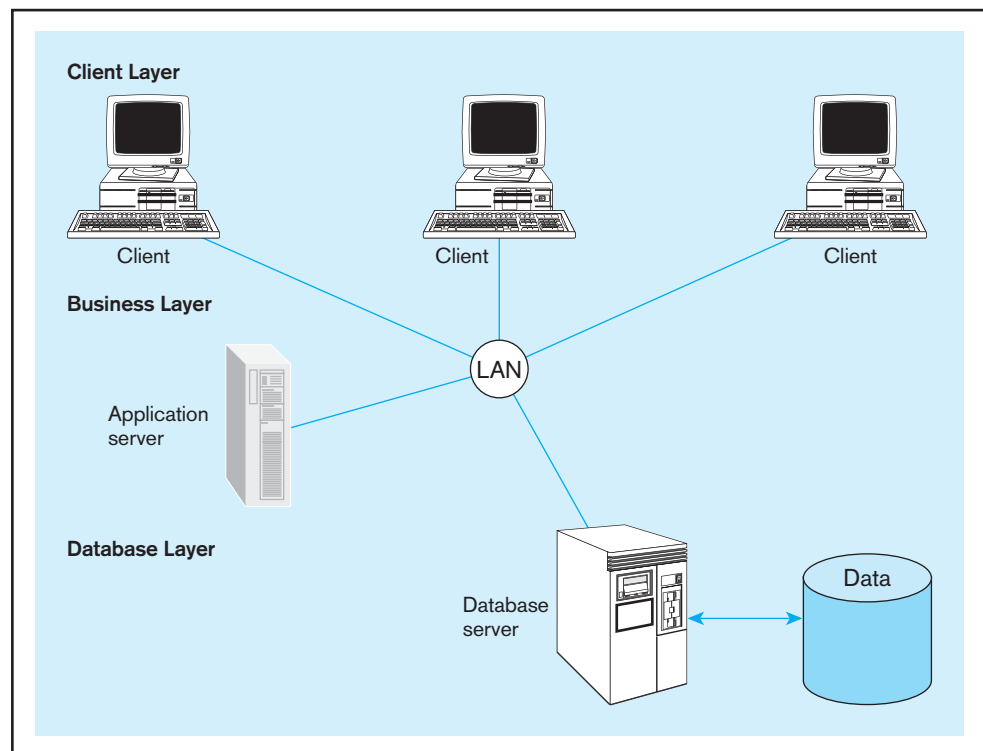 Client Layer
Client
Client
Client
Business Layer
LAN
Application
server
Database Layer
Database
server
Data